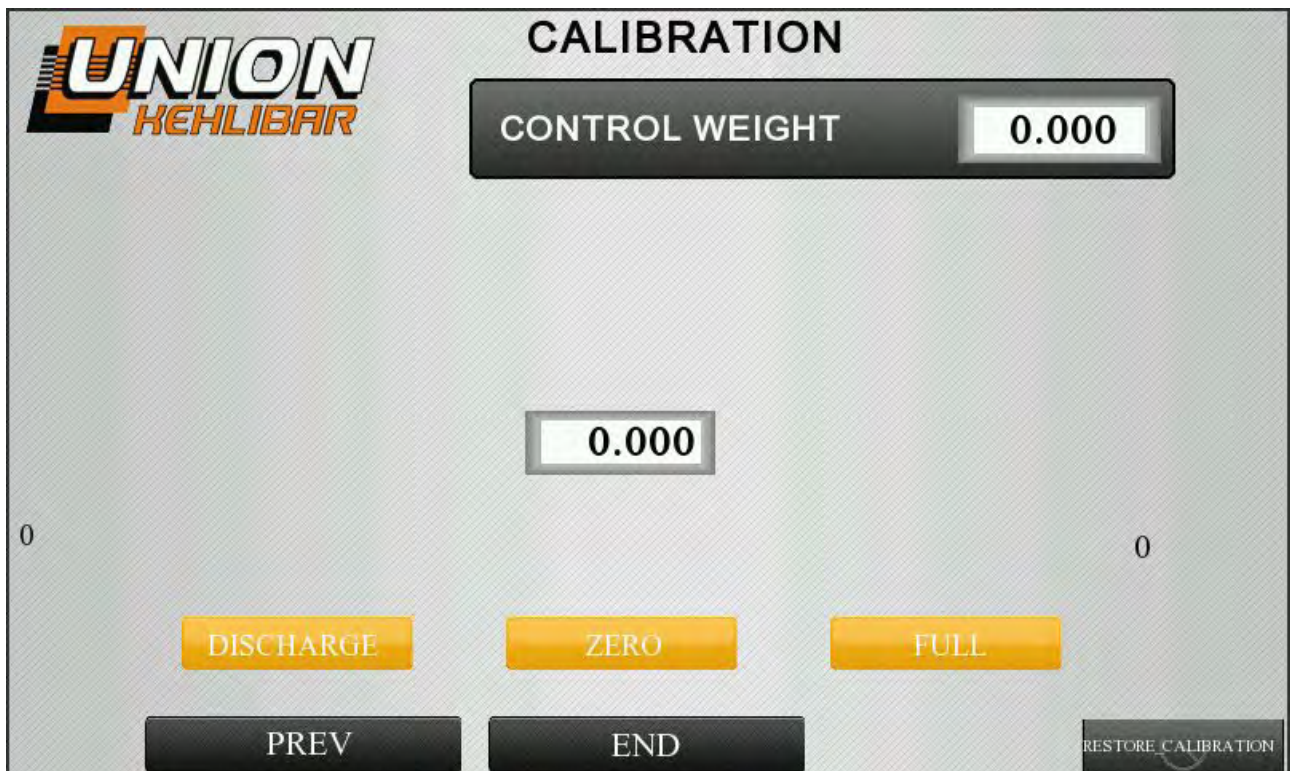 UNION
KEHLIBAR
CALIBRATION
CONTROL WEIGHT 0.000
0.000
0
0
DISCHARGE ZERO FULL
PREV END RESTORE_CALIBRATION